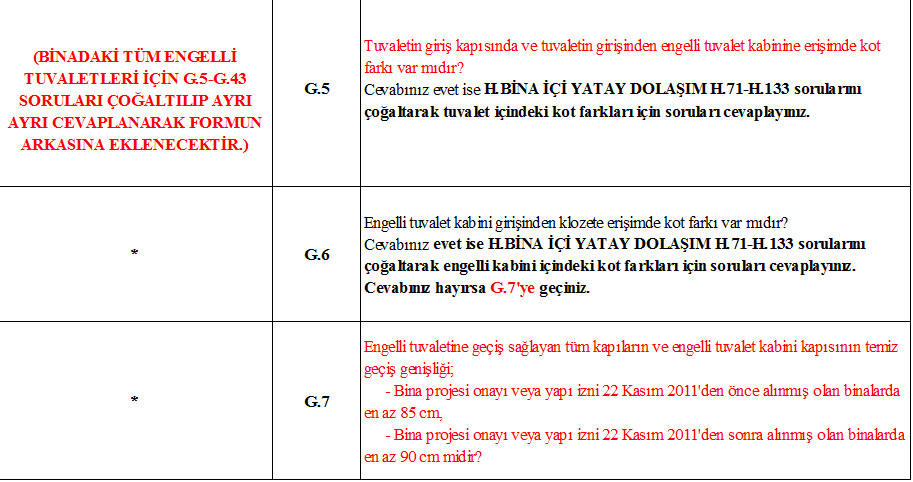 (BİNADAKİ TÜM ENGELLİ
TUVALETLERİ İÇİN G.5-G.43
SORULARI ÇOĞALTILIP AYRI
AYRI CEVAPLANARAK FORMUN
ARKASINA EKLENECEKTİR.)
G.5
Tuvaletin giriş kapısında ve tuvaletin girişinden engelli tuvalet kabinine erişimde kot
farkı var mıdır?
Cevabınız evet ise H.BİNA İÇİ YATAY DOLAŞIM H.71-H.133 sorularını
çoğaltarak tuvalet içindeki kot farkları için soruları cevaplayınız.
*
G.6
Engelli tuvalet kabini girişinden klozete erişimde kot farkı var mıdır?
Cevabınız evet ise H.BİNA İÇİ YATAY DOLAŞIM H.71-H.133 sorularını
çoğaltarak engelli kabini içindeki kot farkları için soruları cevaplayınız.
Cevabınız hayırsa G.7'ye geçiniz.
*
G.7
Engelli tuvaletine geçiş sağlayan tüm kapıların ve engelli tuvalet kabini kapısının temiz
geçiş genişliği;
- Bina projesi onayı veya yapı izni 22 Kasım 2011'den önce alınmış olan binalarda
en az 85 cm,
- Bina projesi onayı veya yapı izni 22 Kasım 2011'den sonra alınmış olan binalarda
en az 90 cm midir?